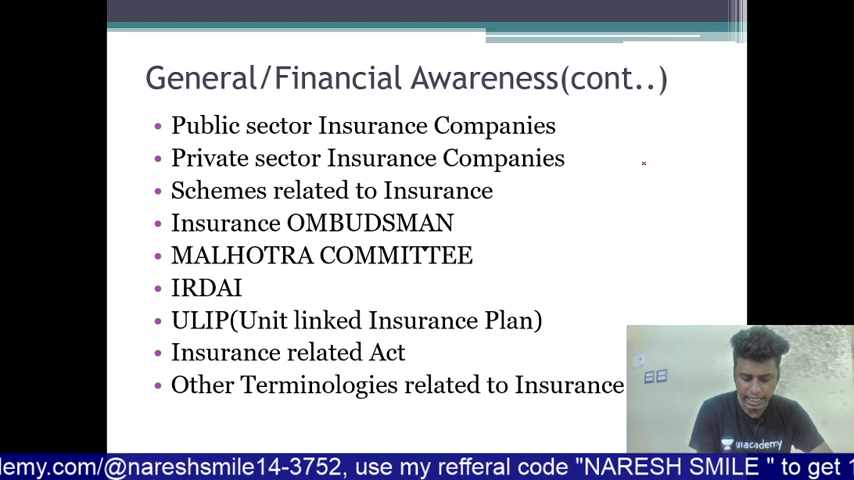 General/Financial Awareness(cont..)
• Public sector Insurance Companies
• Private sector Insurance Companies
• Schemes related to Insurance
• Insurance OMBUDSMAN
• MALHOTRA COMMITTEE
• IRDAI
• ULIP(Unit linked Insurance Plan)
• Insurance related Act
• Other Terminologies related to Insurance
unacademy
demy.com/@nareshsmile14-3752, use my refferal code "NARESH SMILE " to get 1